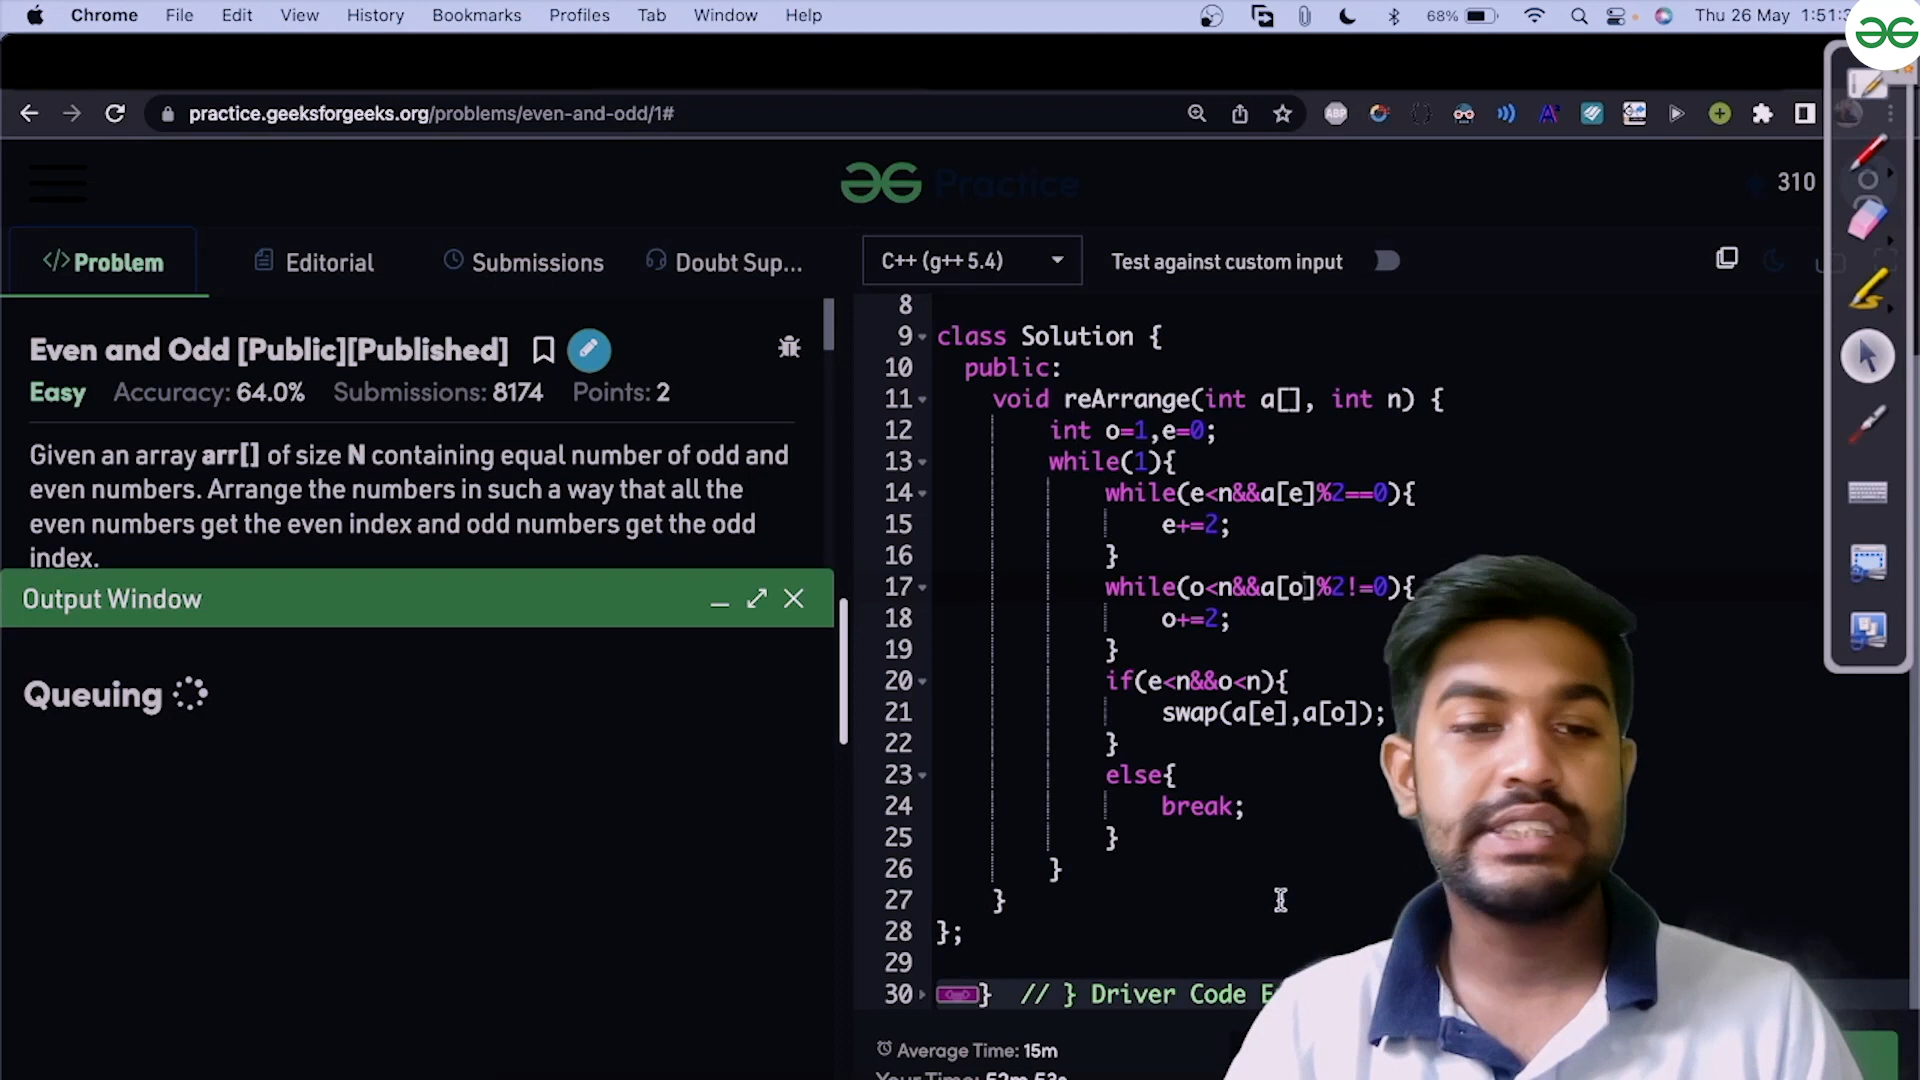 Chrome File Edit View History Bookmarks Profiles Tab Window Help 68% Thu 26 May
practice.geeksforgeeks.org/problems/even-and-odd/1#
ABP
Practice
310
</>Problem Editorial Submissions Doubt Sup...
C++ (g++ 5.4) Test against custom input
Even and Odd [Public][Published]
Easy Accuracy: 64.0% Submissions: 8174 Points: 2
Given an array arr[] of size N containing equal number of odd and
even numbers. Arrange the numbers in such a way that all the
even numbers get the even index and odd numbers get the odd
index.
Output Window
Queuing
8
9 class Solution {
10 public:
11 void reArrange(int a[], int n) {
12 int o=1,e=0;
13 while(1){
14 while(e<n&&a[e]%2==0){
15 e+=2;
16 }
17 while(o<n&&a[o]%2!=0){
18 o+=2;
19 }
20 if(e<n&&o<n){
21 swap(a[e],a[o]);
22 }
23 else{
24 break;
25 }
26 }
27 }
28 };
29
30 } // } Driver Code
Average Time: 15m